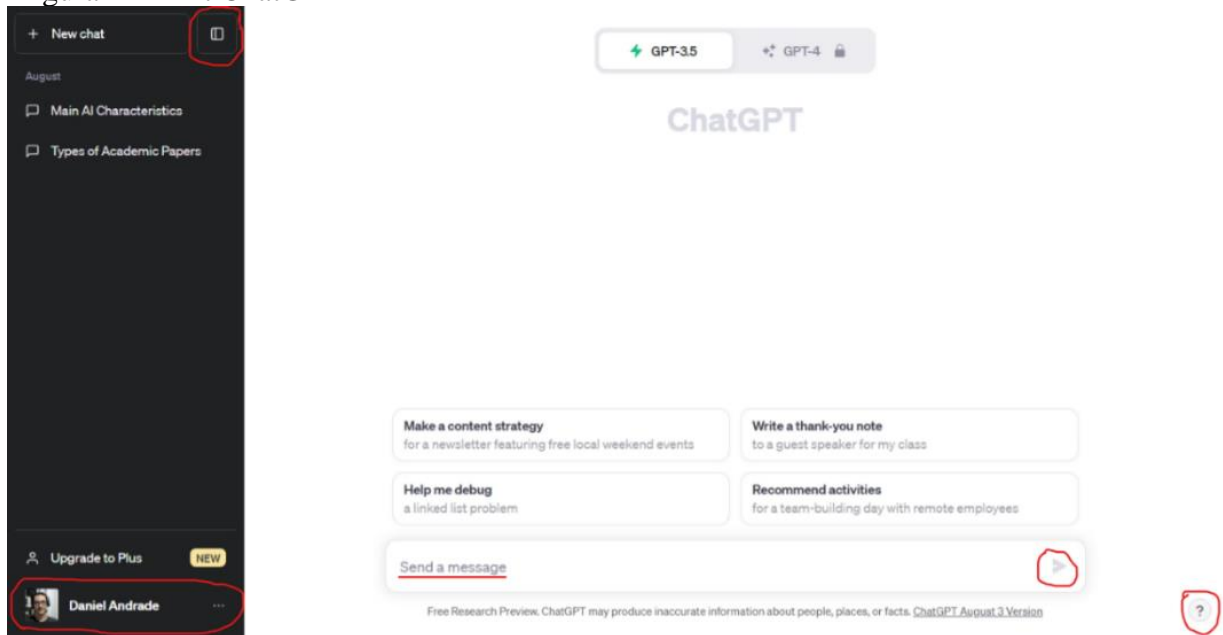 + New chat
August
Main AI Characteristics
Types of Academic Papers
Upgrade to Plus NEW
Daniel Andrade ...
GPT-3.5 GPT-4
ChatGPT
Make a content strategy
for a newsletter featuring free local weekend events
Write a thank-you note
to a guest speaker for my class
Help me debug
a linked list problem
Recommend activities
for a team-building day with remote employees
Send a message
Free Research Preview. ChatGPT may produce inaccurate information about people, places, or facts. ChatGPT August 3 Version
?